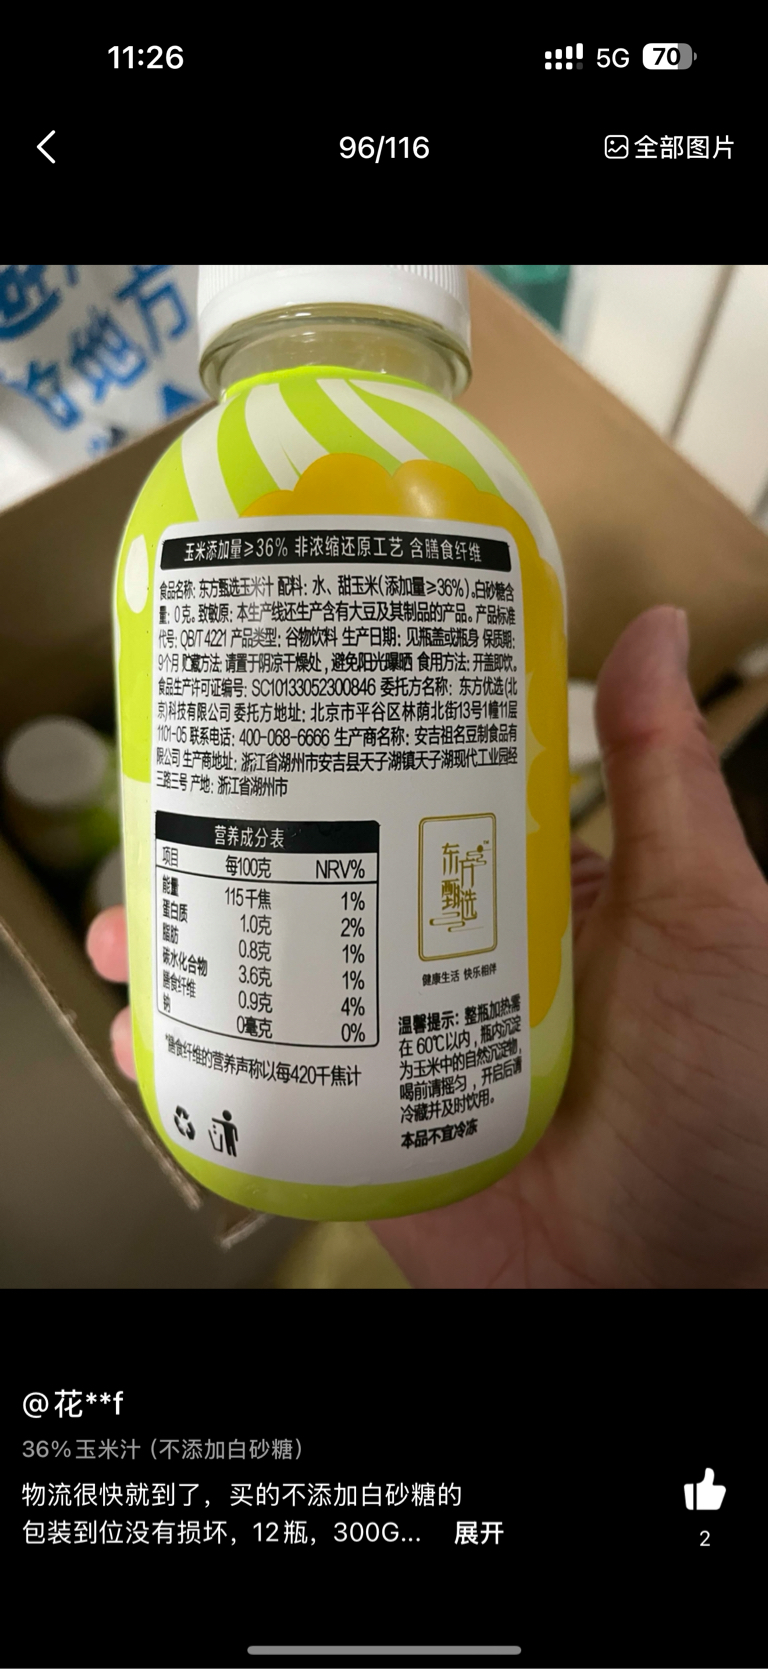 11:26
5G
70
96/116
全部图片
的地方
玉米添加量≥36% 非浓缩还原工艺 含膳食纤维
食品名称: 东方甄选玉米汁 配料: 水、甜玉米(添加量≥36%)。白砂糖含
量: 0克。致敏原: 本生产线还生产含有大豆及其制品的产品。产品标准
代号: QB/T 4221 产品类型: 谷物饮料 生产日期: 见瓶盖或瓶身 保质期:
9个月 贮藏方法: 请置于阴凉干燥处, 避免阳光曝晒 食用方法: 开盖即饮。
食品生产许可证编号: SC10133052300846 委托方名称: 东方优选(北
京)科技有限公司 委托方地址: 北京市平谷区林荫北街13号1幢11层
1101-05 联系电话: 400-068-6666 生产商名称: 安吉祖名豆制食品有
限公司 生产商地址: 浙江省湖州市安吉县天子湖镇天子湖现代工业园经
三路三号 产地: 浙江省湖州市
营养成分表
项目 每100克 NRV%
能量 115千焦 1%
蛋白质 1.0克 2%
脂肪 0.8克 1%
碳水化合物 3.6克 1%
膳食纤维 0.9克 4%
钠 0毫克 0%
*膳食纤维的营养声称以每420千焦计
东方甄选
TM
健康生活 快乐相伴
温馨提示: 整瓶加热需
在 60℃以内, 瓶内沉淀
为玉米中的自然沉淀物,
喝前请摇匀, 开启后请
冷藏并及时饮用。
本品不宜冷冻
@花**f
36%玉米汁 (不添加白砂糖)
物流很快就到了，买的不添加白砂糖的
包装到位没有损坏，12瓶，300G... 展开
2